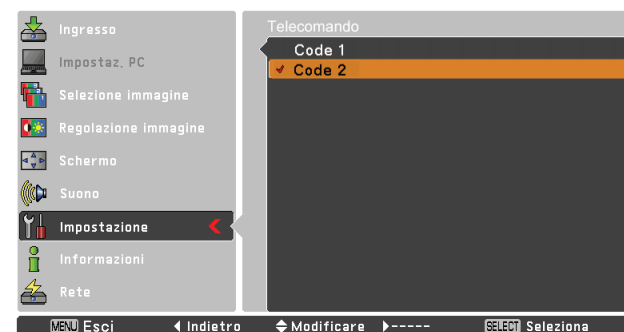 Ingresso
Impostaz. PC
Selezione immagine
Regolazione immagine
Schermo
Suono
Impostazione
Informazioni
Rete
Telecomando
Code 1
Code 2
MENU Esci Indietro Modificare ----- SELECT Seleziona